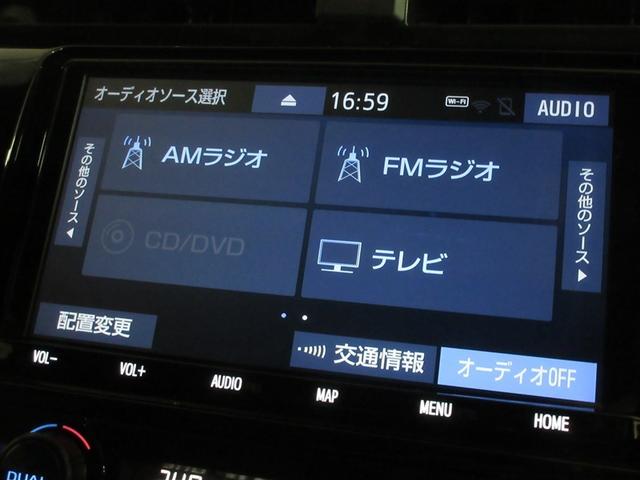 オーディオソース選択
16:59
Wi-Fi
AUDIO
その他のソース
AMラジオ
FMラジオ
その他のソース
CD/DVD
テレビ
配置変更
交通情報
オーディオOFF
VOL-
VOL+
AUDIO
MAP
MENU
HOME
DUAL